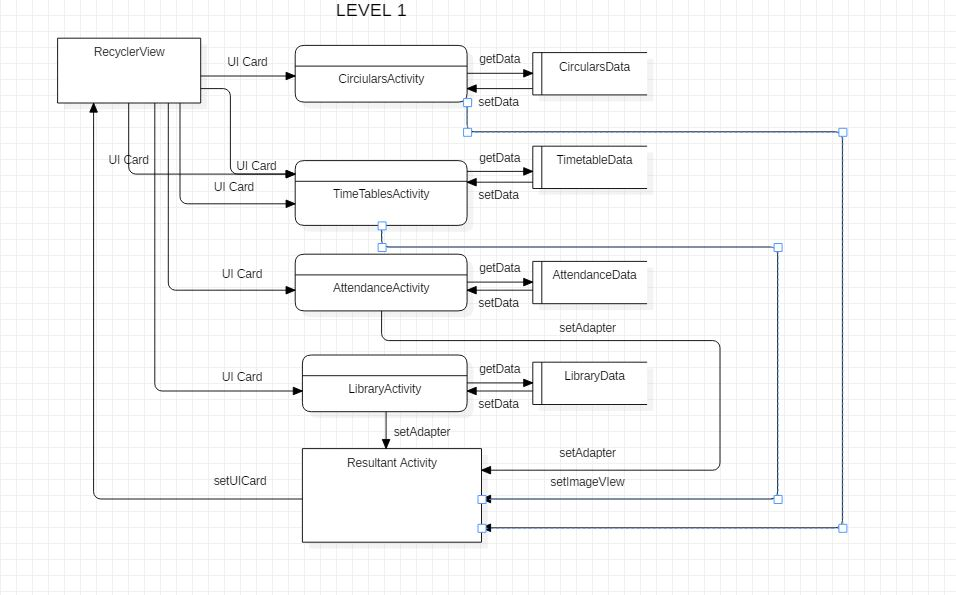 LEVEL 1
RecyclerView
UI Card
CirciularsActivity
getData
CircularsData
setData
UI Card
UI Card
UI Card
TimeTablesActivity
getData
TimetableData
setData
UI Card
AttendanceActivity
getData
AttendanceData
setData
setAdapter
UI Card
LibraryActivity
getData
LibraryData
setData
setAdapter
Resultant Activity
setAdapter
setImageVIew
setUICard